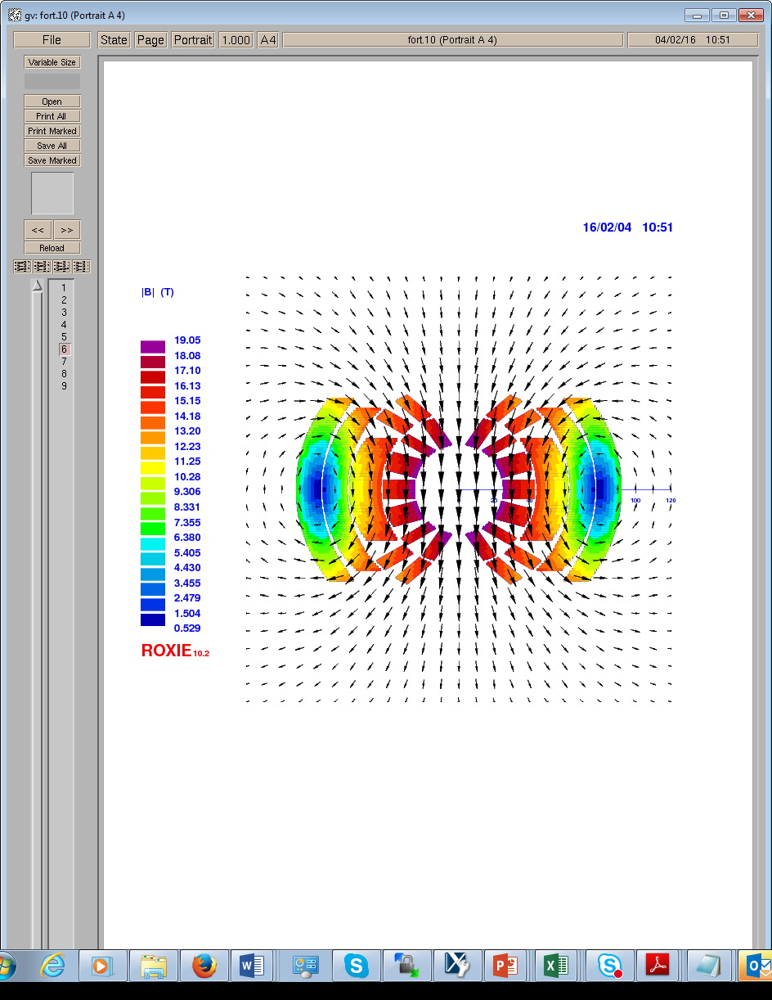 gv: fort.10 (Portrait A 4)
File State Page Portrait 1.000 A4 fort.10 (Portrait A 4) 04/02/16 10:51
Variable Size
Open
Print All
Print Marked
Save All
Save Marked
<< >>
Reload
1
2
3
4
5
6
7
8
9
16/02/04 10:51
|B| (T)
19.05
18.08
17.10
16.13
15.15
14.18
13.20
12.23
11.25
10.28
9.306
8.331
7.355
6.380
5.405
4.430
3.455
2.479
1.504
0.529
ROXIE 10.2
100 120